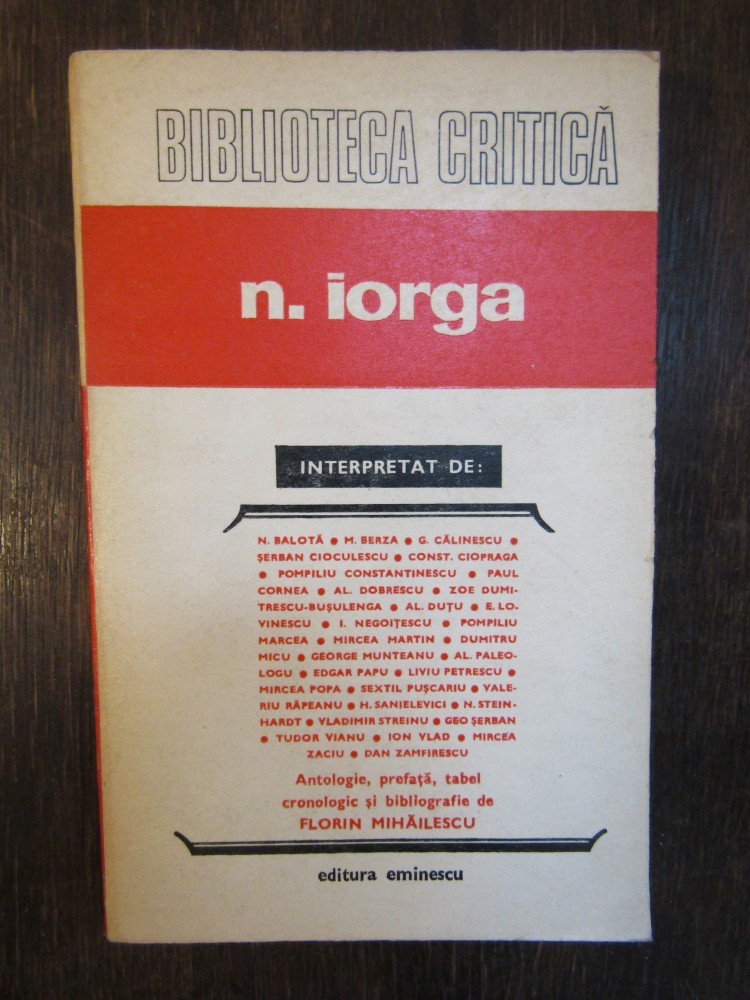 BIBLIOTECA CRITICĂ
n. iorga
INTERPRETAT DE:
N. BALOTĂ • M. BERZA • G. CĂLINESCU •
ȘERBAN CIOCULESCU • CONST. CIOPRAGA
• POMPILIU CONSTANTINESCU • PAUL
CORNEA • AL. DOBRESCU • ZOE DUMI-
TRESCU-BUȘULENGA • AL. DUȚU • E. LO-
VINESCU • I. NEGOIȚESCU • POMPILIU
MARCEA • MIRCEA MARTIN • DUMITRU
MICU • GEORGE MUNTEANU • AL. PALEO-
LOGU • EDGAR PAPU • LIVIU PETRESCU •
MIRCEA POPA • SEXTIL PUȘCARIU • VALE-
RIU RÂPEANU • H. SANIELEVICI • N. STEIN-
HARDT • VLADIMIR STREINU • GEO ȘERBAN
• TUDOR VIANU • ION VLAD • MIRCEA
ZACIU • DAN ZAMFIRESCU
Antologie, prefață, tabel
cronologic și bibliografie de
FLORIN MIHĂILESCU
editura eminescu